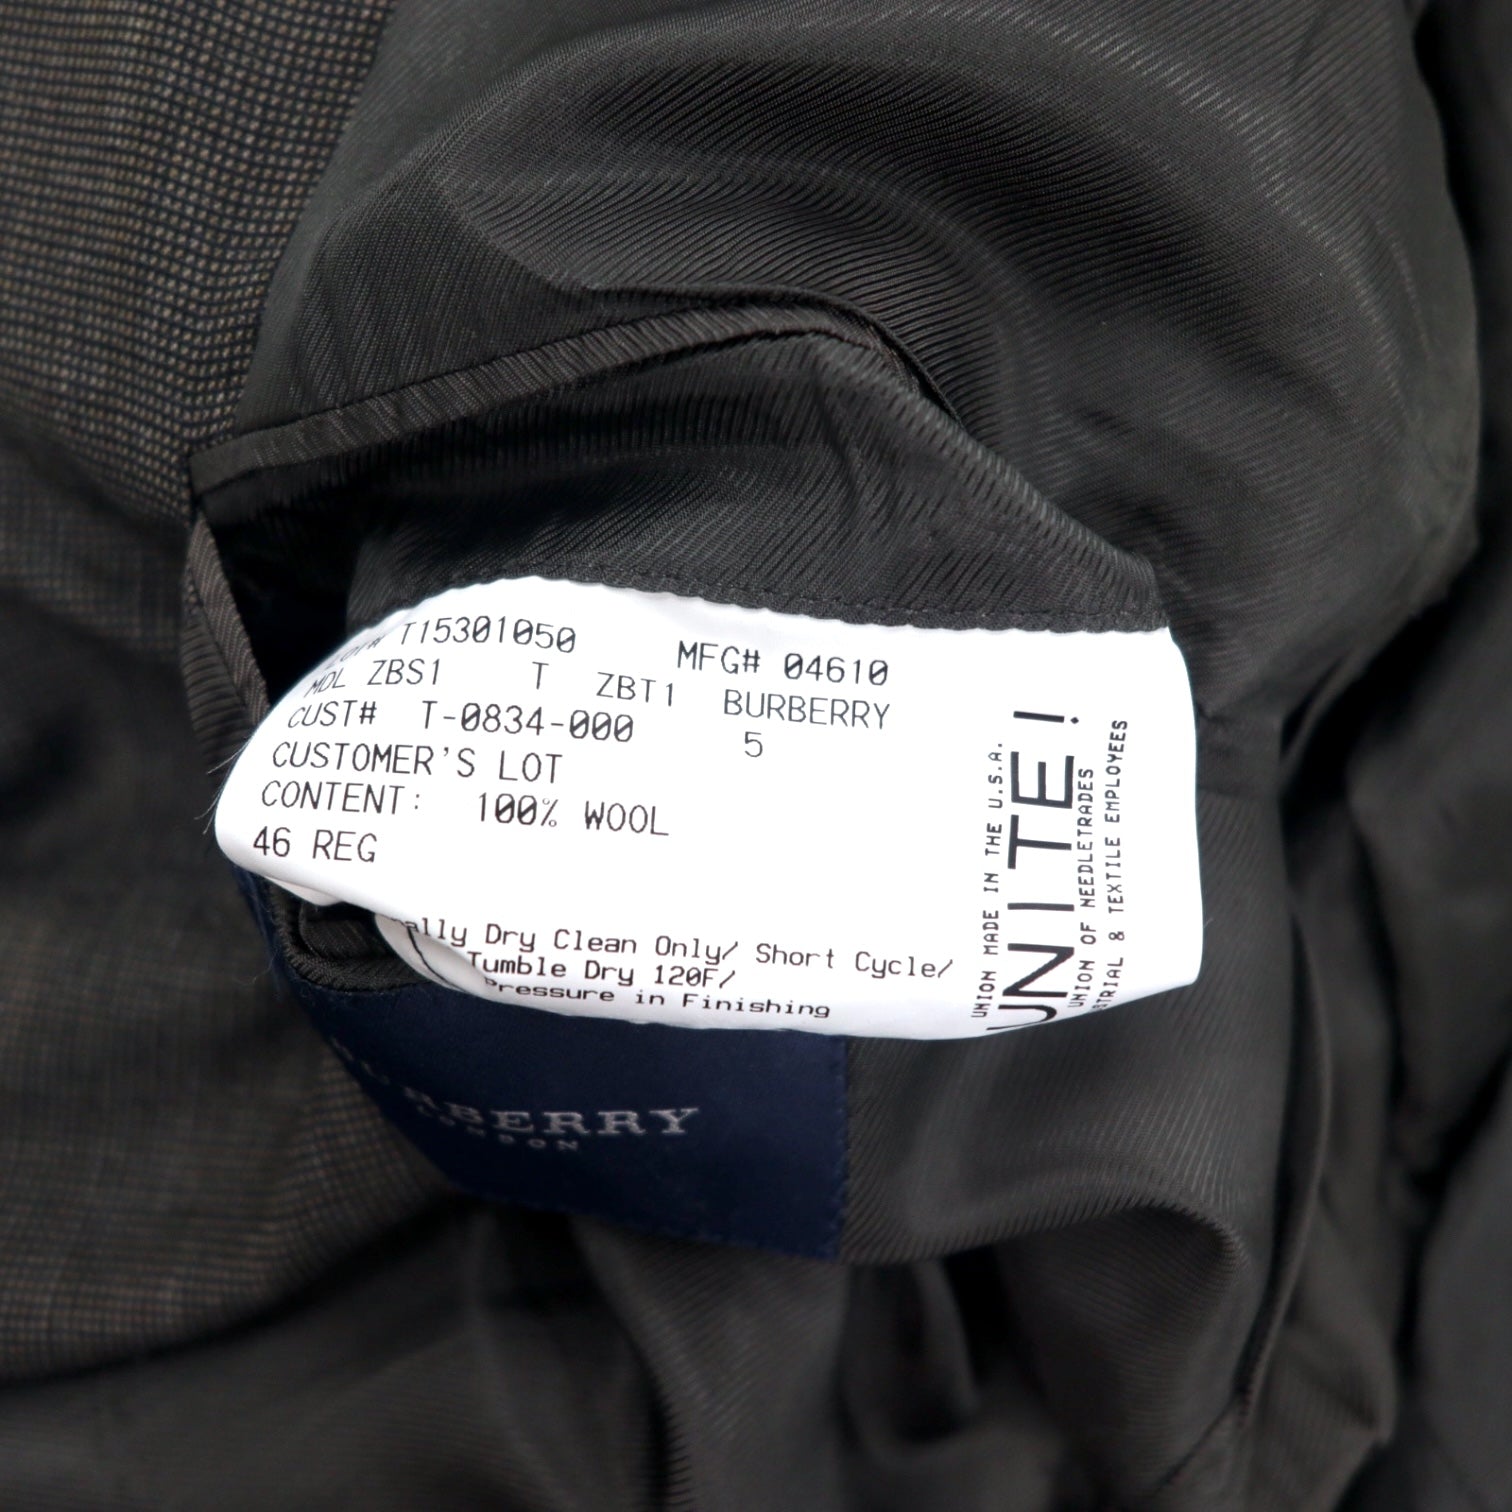 LOT# T15301050 MFG# 04610
MDL ZBS1 T ZBT1 BURBERRY
CUST# T-0834-000 5
CUSTOMER'S LOT
CONTENT: 100% WOOL
46 REG
Dry Clean Only/ Short Cycle/
Tumble Dry 120F/
Pressure in Finishing
UNION MADE IN THE U.S.A.
UNITE!
UNION OF NEEDLETRADES
& TEXTILE EMPLOYEES
BURBERRY
LONDON